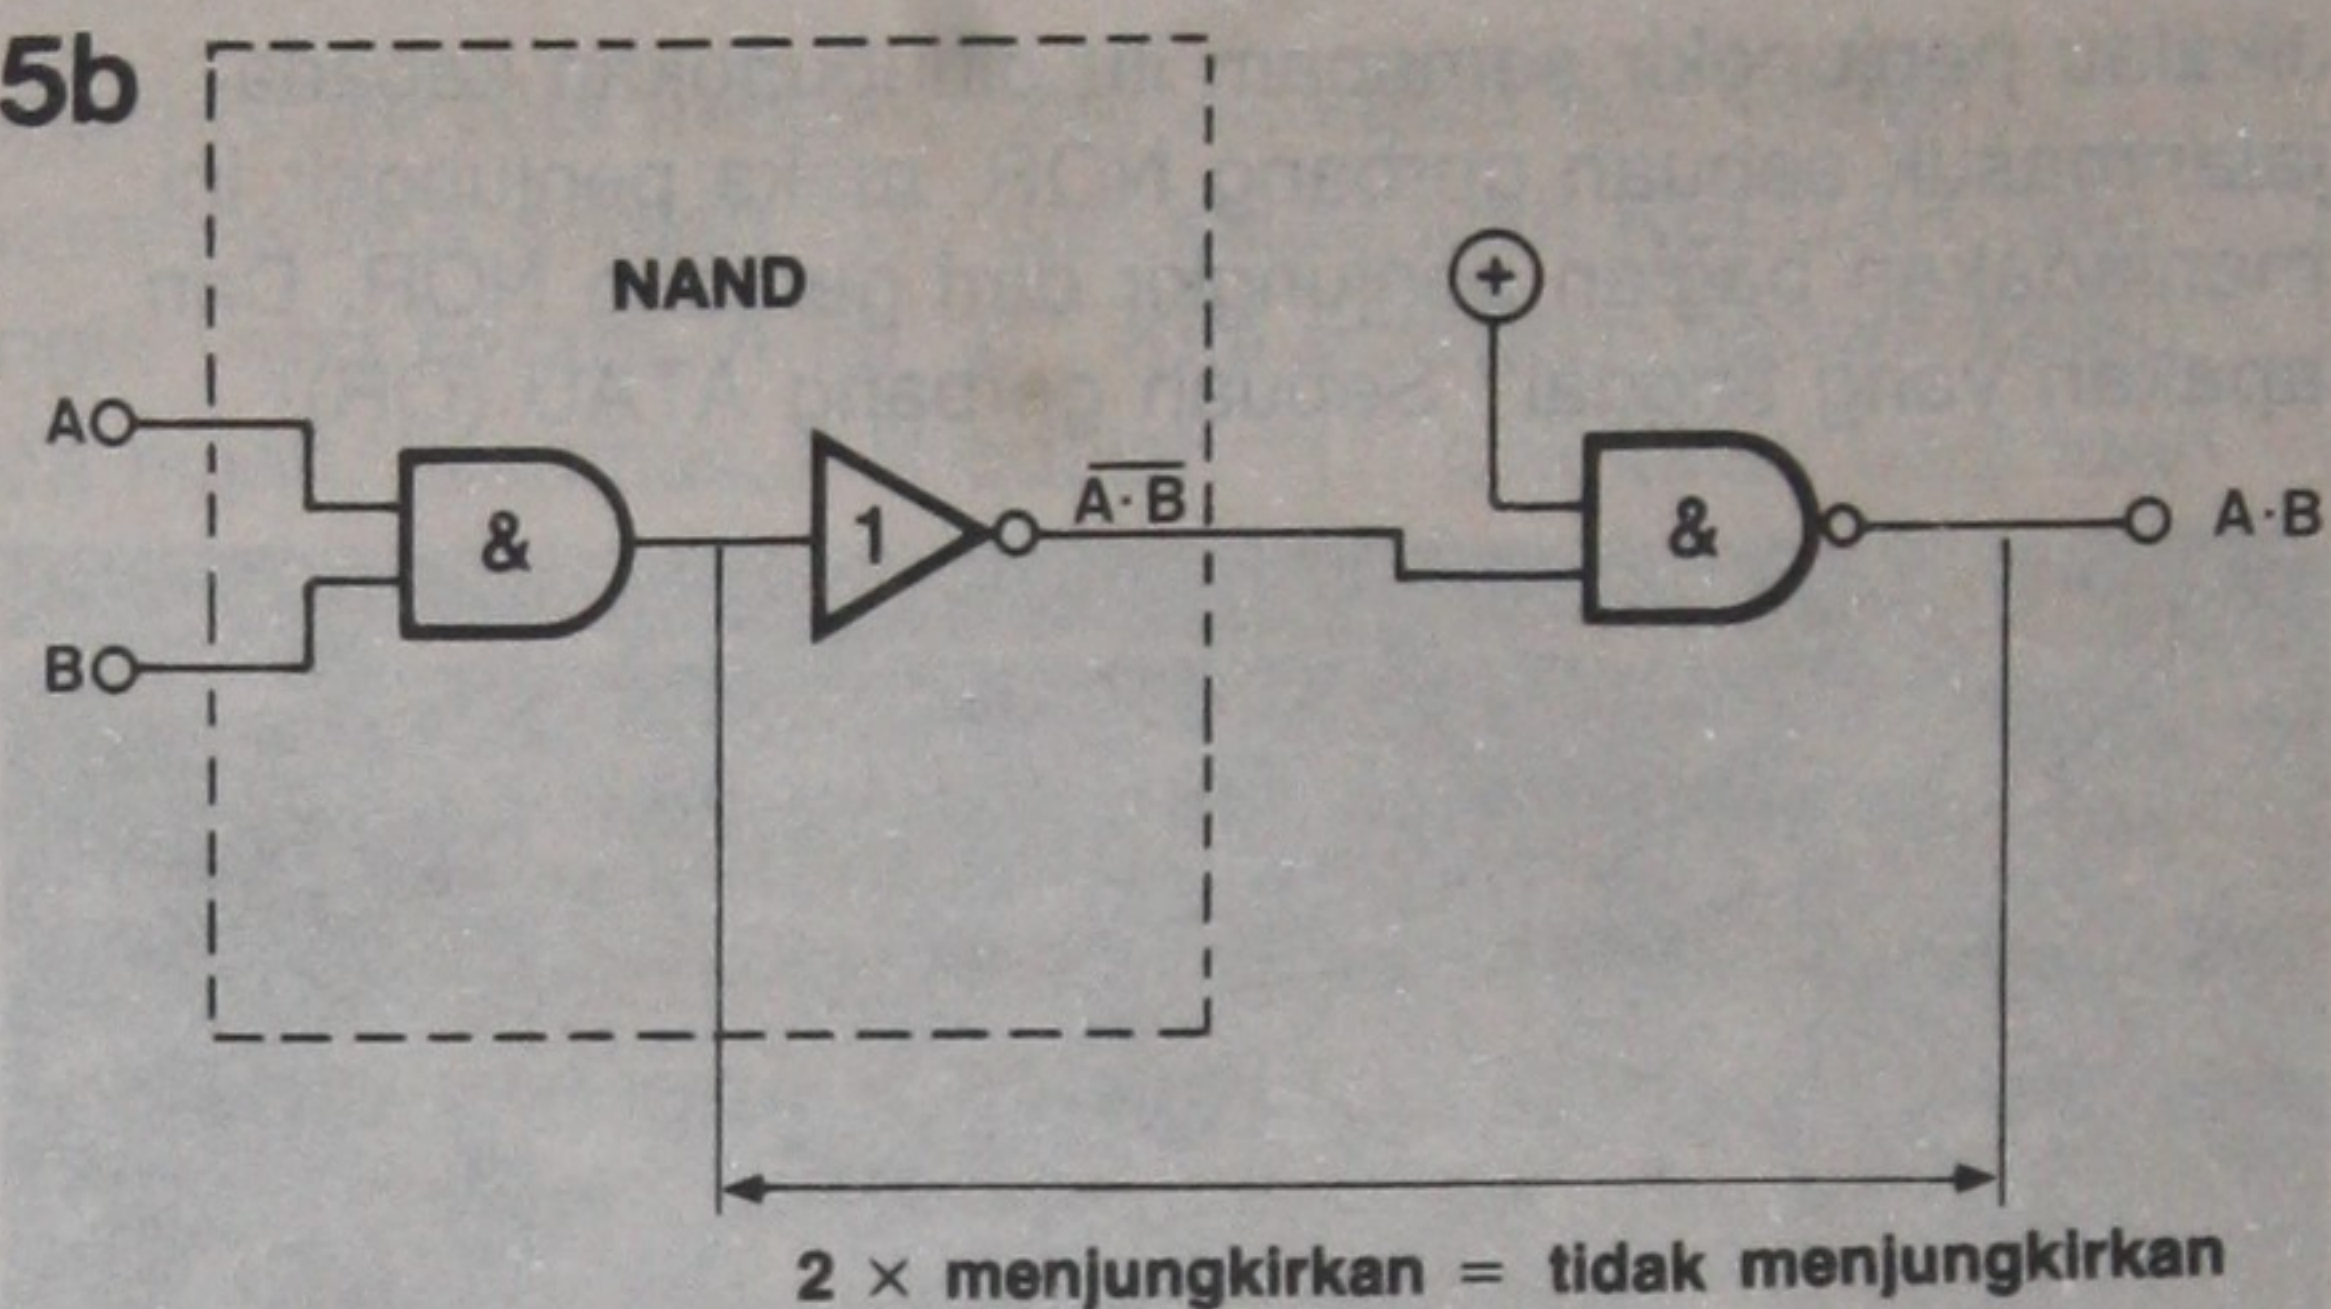 5b
NAND
+
A
A·B̅
& 1 & A·B
B
2 × menjungkirkan = tidak menjungkirkan